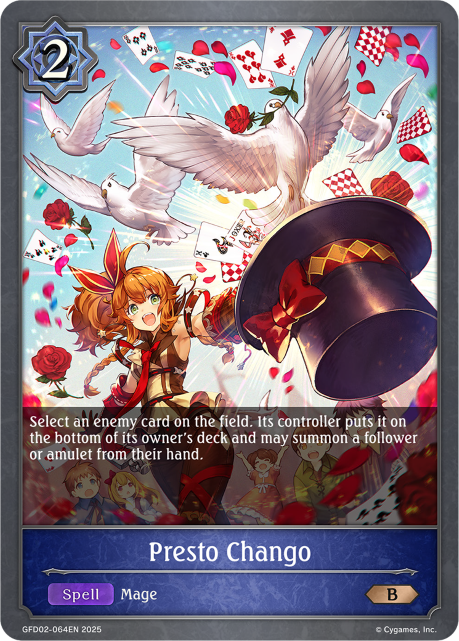 2
JOKER
Select an enemy card on the field. Its controller puts it on
the bottom of its owner's deck and may summon a follower
or amulet from their hand.
Presto Chango
Spell Mage
B
GFD02-064EN 2025
© Cygames, Inc.